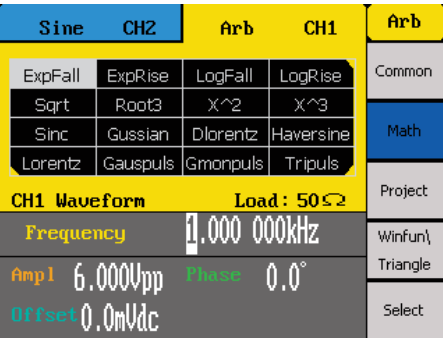 Sine CH2 Arb CH1 Arb
ExpFall ExpRise LogFall LogRise
Sqrt Root3 X^2 X^3
Sinc Gussian Dlorentz Haversine
Lorentz Gauspuls Gmonpuls Tripuls
CH1 Waveform Load: 50Ω
Frequency 1.000 000kHz
Ampl 6.000Vpp Phase 0.0°
Offset 0.0mVdc
Common
Math
Project
Winfun\
Triangle
Select